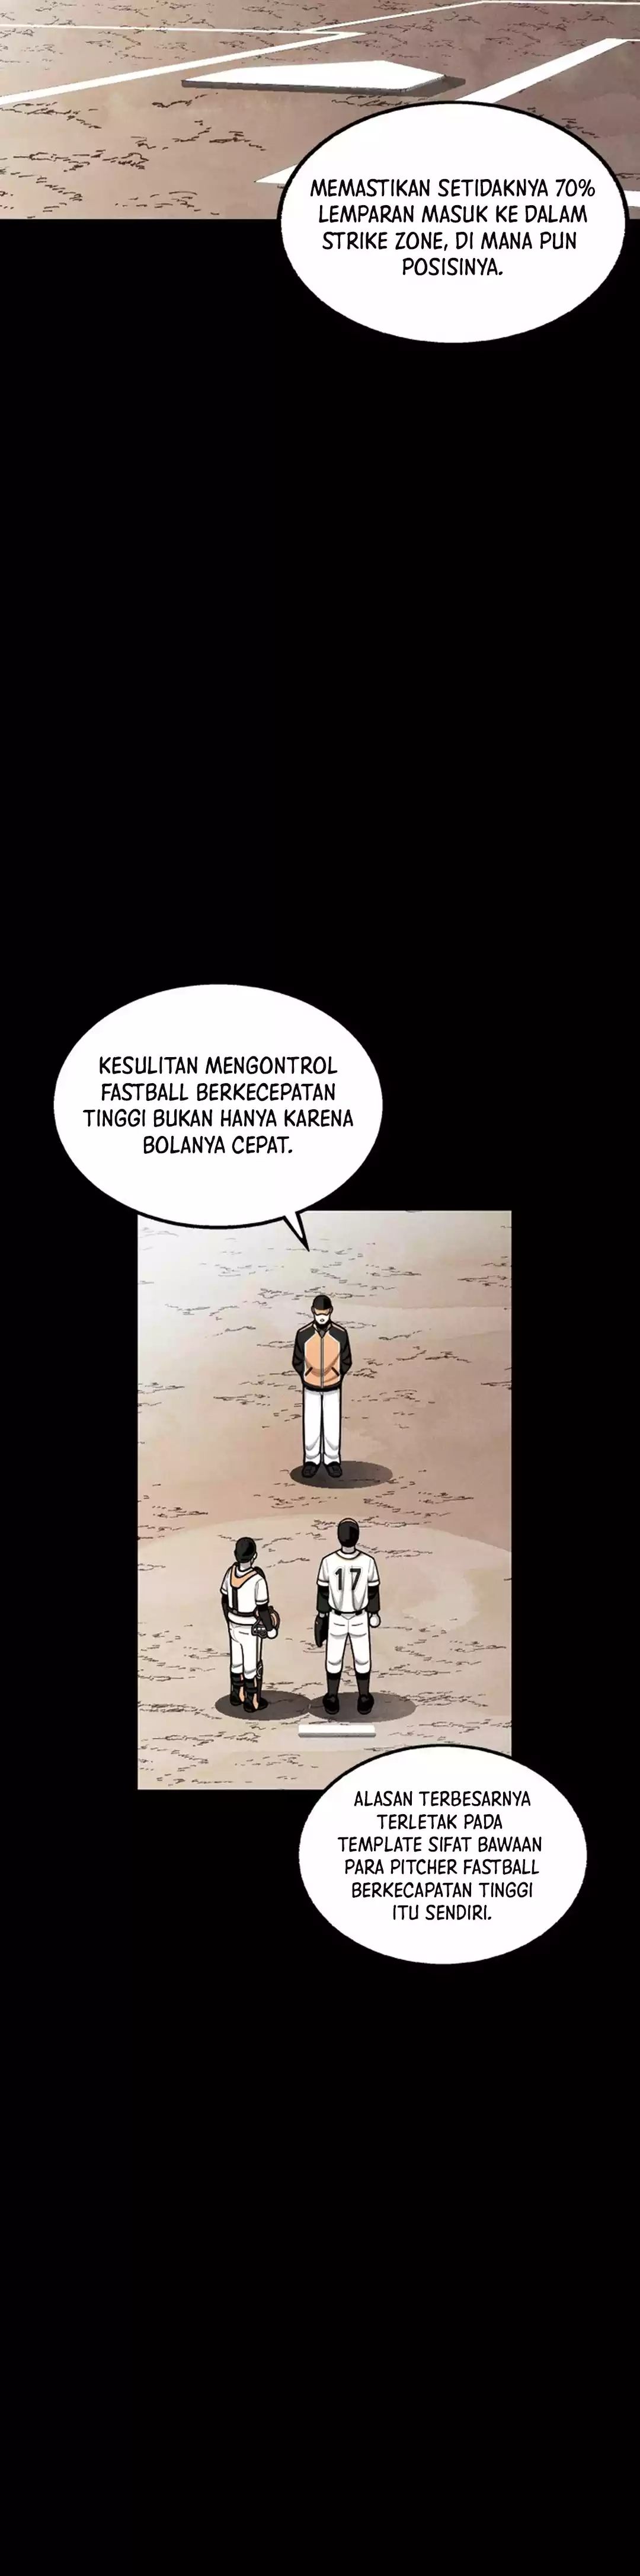 MEMASTIKAN SETIDAKNYA 70%
LEMPARAN MASUK KE DALAM
STRIKE ZONE, DI MANA PUN
POSISINYA.
KESULITAN MENGONTROL
FASTBALL BERKECEPATAN
TINGGI BUKAN HANYA KARENA
BOLANYA CEPAT.
17
ALASAN TERBESARNYA
TERLETAK PADA
TEMPLATE SIFAT BAWAAN
PARA PITCHER FASTBALL
BERKECAPATAN TINGGI
ITU SENDIRI.